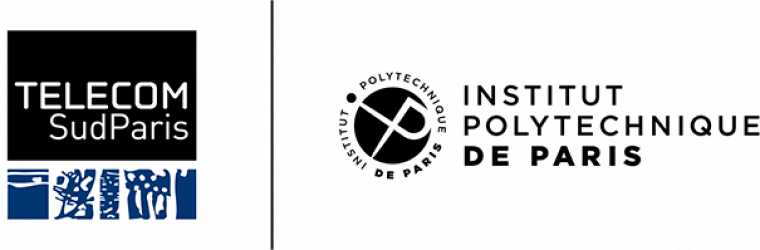 TELECOM
SudParis
INSTITUT POLYTECHNIQUE DE PARIS
INSTITUT
POLYTECHNIQUE
DE PARIS